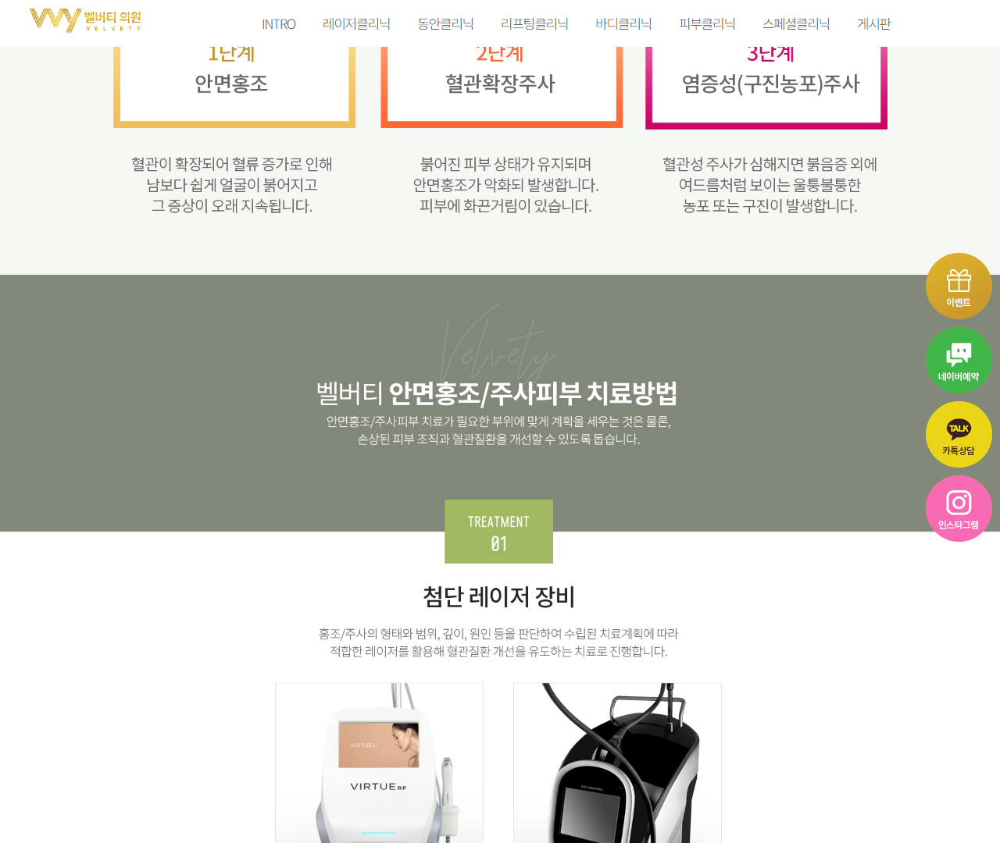 벨버티 의원
VELVETY
INTRO 레이저클리닉 동안클리닉 리프팅클리닉 바디클리닉 피부클리닉 스페셜클리닉 게시판
1단계
안면홍조
혈관이 확장되어 혈류 증가로 인해
남보다 쉽게 얼굴이 붉어지고
그 증상이 오래 지속됩니다.
2단계
혈관확장주사
붉어진 피부 상태가 유지되며
안면홍조가 악화되 발생합니다.
피부에 화끈거림이 있습니다.
3단계
염증성(구진농포)주사
혈관성 주사가 심해지면 붉음증 외에
여드름처럼 보이는 울퉁불퉁한
농포 또는 구진이 발생합니다.
이벤트
네이버예약
TALK
카톡상담
인스타그램
Velvety
벨버티 안면홍조/주사피부 치료방법
안면홍조/주사피부 치료가 필요한 부위에 맞게 계획을 세우는 것은 물론,
손상된 피부 조직과 혈관질환을 개선할 수 있도록 돕습니다.
TREATMENT
01
첨단 레이저 장비
홍조/주사의 형태와 범위, 깊이, 원인 등을 판단하여 수립된 치료계획에 따라
적합한 레이저를 활용해 혈관질환 개선을 유도하는 치료로 진행합니다.
VIRTUE RF
VIRTUE RF